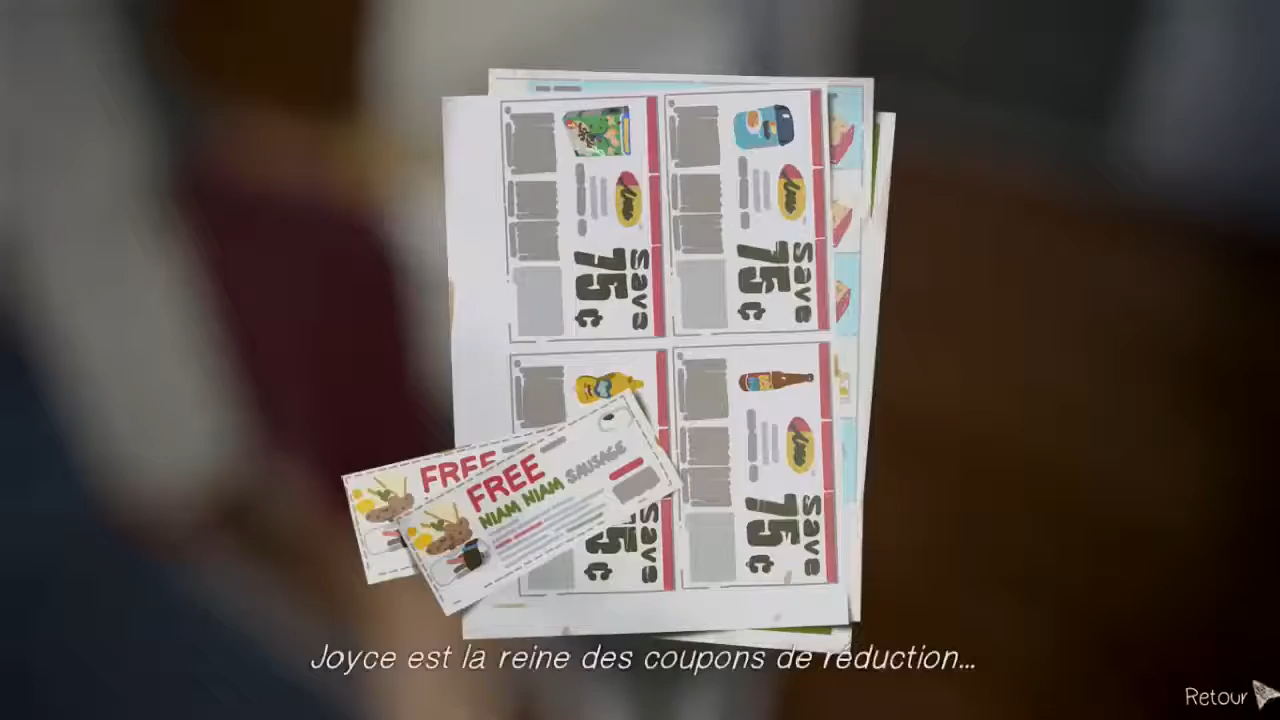 Save
75¢
Save
75¢
Save
75¢
Save
75¢
FREE
FREE
NIAM NIAM SAUSAGE
Joyce est la reine des coupons de réduction...
Retour